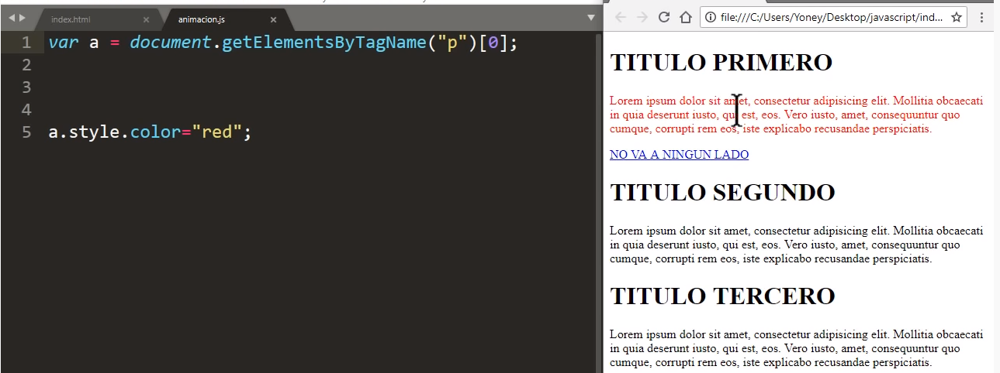 index.html
animacion.js
file:///C:/Users/Yoney/Desktop/javascript/ind...
1 var a = document.getElementsByTagName("p")[0];
2
3
4
5 a.style.color="red";
TITULO PRIMERO
Lorem ipsum dolor sit amet, consectetur adipisicing elit. Mollitia obcaecati
in quia deserunt iusto, qui est, eos. Vero iusto, amet, consequuntur quo
cumque, corrupti rem eos, iste explicabo recusandae perspiciatis.
NO VA A NINGUN LADO
TITULO SEGUNDO
Lorem ipsum dolor sit amet, consectetur adipisicing elit. Mollitia obcaecati
in quia deserunt iusto, qui est, eos. Vero iusto, amet, consequuntur quo
cumque, corrupti rem eos, iste explicabo recusandae perspiciatis.
TITULO TERCERO
Lorem ipsum dolor sit amet, consectetur adipisicing elit. Mollitia obcaecati
in quia deserunt iusto, qui est, eos. Vero iusto, amet, consequuntur quo
cumque, corrupti rem eos, iste explicabo recusandae perspiciatis.